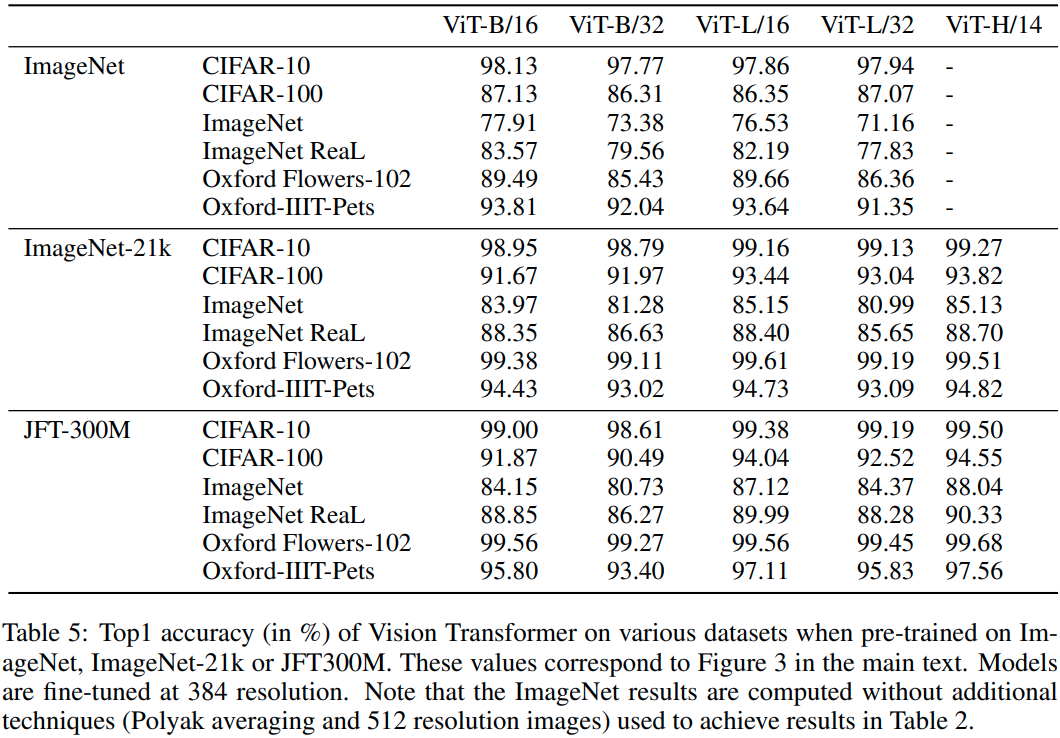 ViT-B/16 ViT-B/32 ViT-L/16 ViT-L/32 ViT-H/14
ImageNet CIFAR-10 98.13 97.77 97.86 97.94 -
CIFAR-100 87.13 86.31 86.35 87.07 -
ImageNet 77.91 73.38 76.53 71.16 -
ImageNet ReaL 83.57 79.56 82.19 77.83 -
Oxford Flowers-102 89.49 85.43 89.66 86.36 -
Oxford-IIIT-Pets 93.81 92.04 93.64 91.35 -
ImageNet-21k CIFAR-10 98.95 98.79 99.16 99.13 99.27
CIFAR-100 91.67 91.97 93.44 93.04 93.82
ImageNet 83.97 81.28 85.15 80.99 85.13
ImageNet ReaL 88.35 86.63 88.40 85.65 88.70
Oxford Flowers-102 99.38 99.11 99.61 99.19 99.51
Oxford-IIIT-Pets 94.43 93.02 94.73 93.09 94.82
JFT-300M CIFAR-10 99.00 98.61 99.38 99.19 99.50
CIFAR-100 91.87 90.49 94.04 92.52 94.55
ImageNet 84.15 80.73 87.12 84.37 88.04
ImageNet ReaL 88.85 86.27 89.99 88.28 90.33
Oxford Flowers-102 99.56 99.27 99.56 99.45 99.68
Oxford-IIIT-Pets 95.80 93.40 97.11 95.83 97.56
Table 5: Top1 accuracy (in %) of Vision Transformer on various datasets when pre-trained on Im-
ageNet, ImageNet-21k or JFT300M. These values correspond to Figure 3 in the main text. Models
are fine-tuned at 384 resolution. Note that the ImageNet results are computed without additional
techniques (Polyak averaging and 512 resolution images) used to achieve results in Table 2.